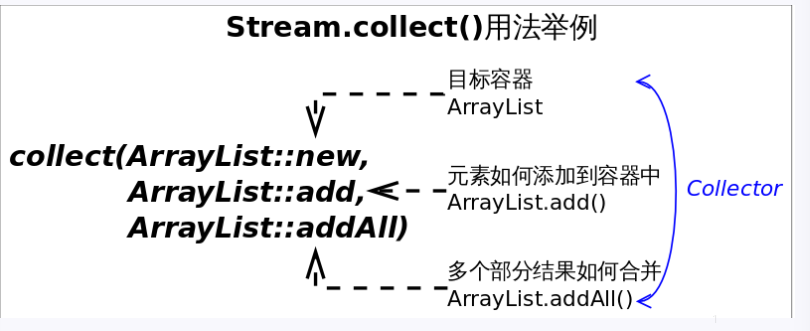 Stream.collect()用法举例
目标容器
ArrayList
collect(ArrayList::new,
元素如何添加到容器中
ArrayList::add,
ArrayList.add()
Collector
ArrayList::addAll)
多个部分结果如何合并
ArrayList.addAll()